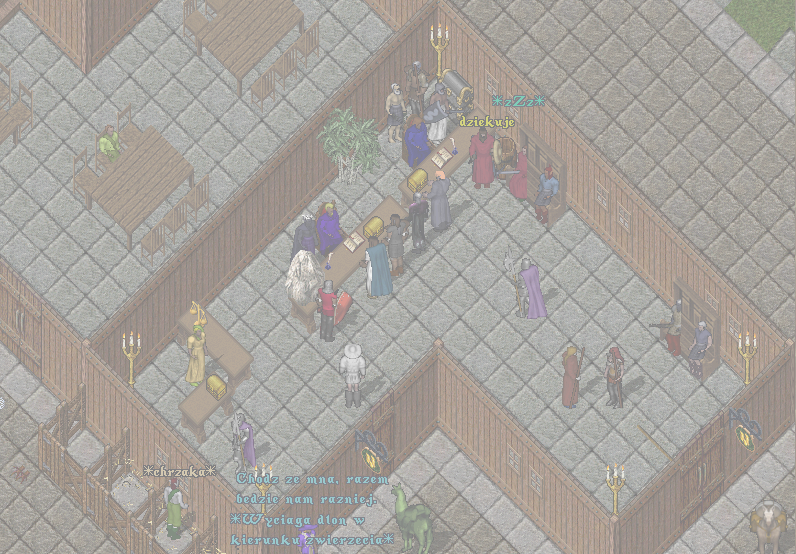 *zZz*
dziekuje
*chrzaka*
Chodz ze mna, razem
bedzie nam razniej.
*Wyciaga dlon w
kierunku zwierzecia*